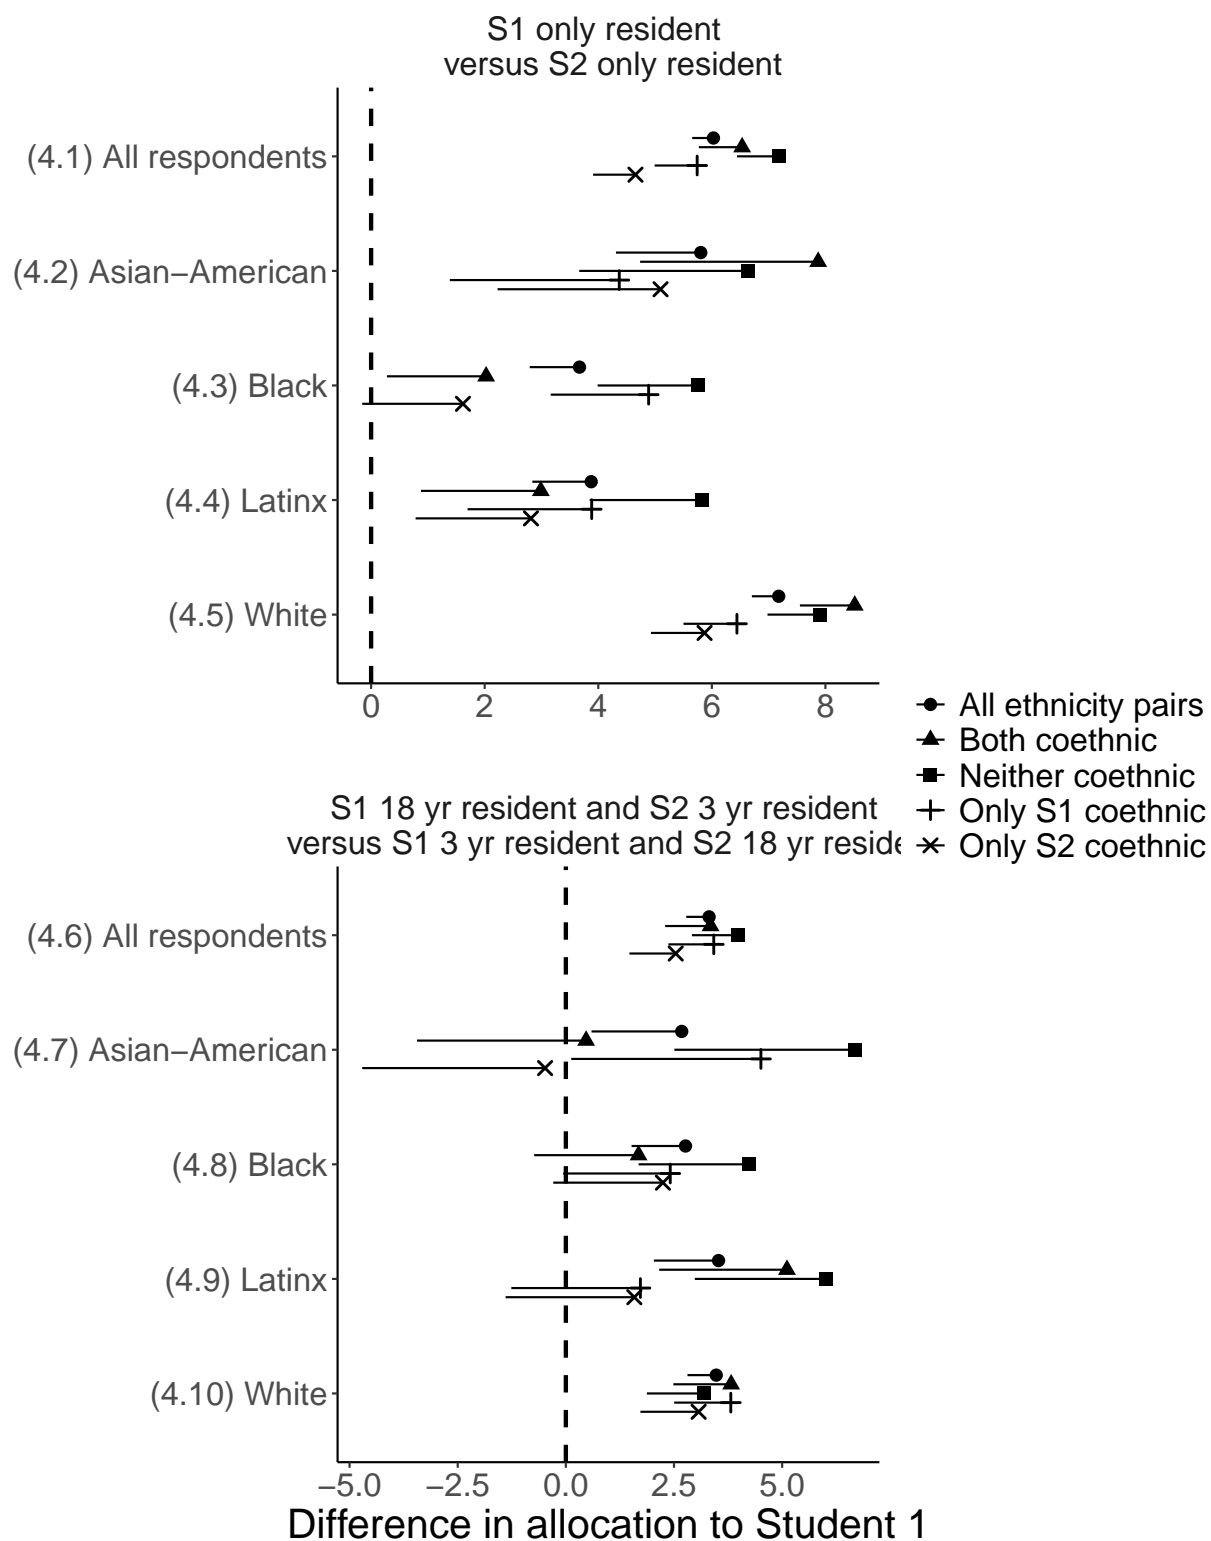 S1 only resident
versus S2 only resident
(4.1) All respondents
(4.2) Asian−American
(4.3) Black
(4.4) Latinx
(4.5) White
0 2 4 6 8
All ethnicity pairs
Both coethnic
Neither coethnic
Only S1 coethnic
Only S2 coethnic
S1 18 yr resident and S2 3 yr resident
versus S1 3 yr resident and S2 18 yr reside
(4.6) All respondents
(4.7) Asian−American
(4.8) Black
(4.9) Latinx
(4.10) White
−5.0 −2.5 0.0 2.5 5.0
Difference in allocation to Student 1